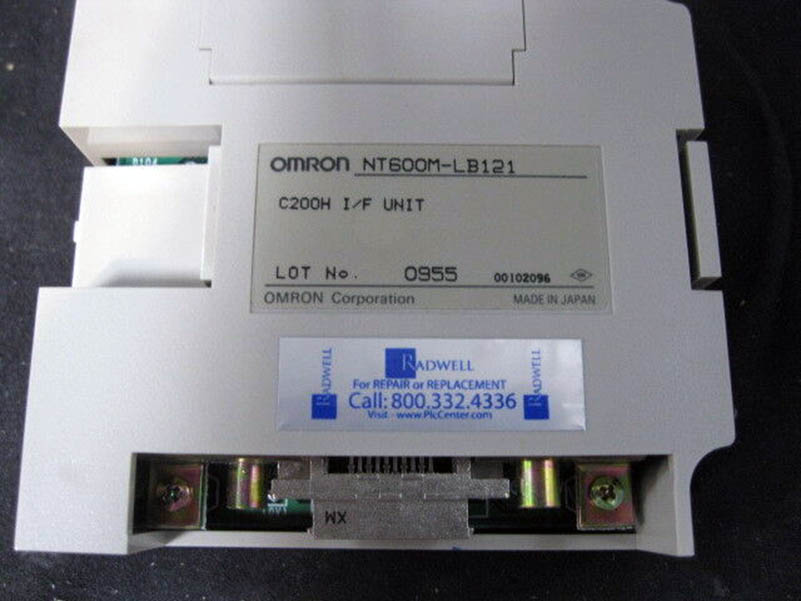 R104
OMRON NT600M-LB121
C200H I/F UNIT
LOT No. 0955 00102096
OMRON Corporation MADE IN JAPAN
RADWELL
RADWELL
RADWELL
For REPAIR or REPLACEMENT
Call: 800.332.4336
Visit - www.PlcCenter.com
XM